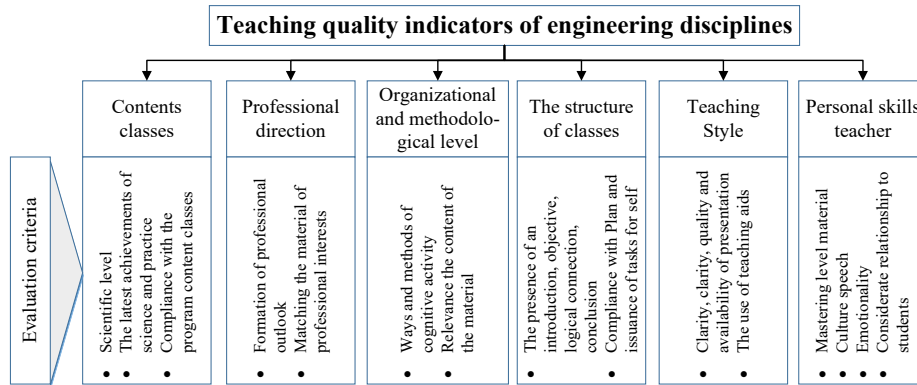 Teaching quality indicators of engineering disciplines
Contents
classes
Professional
direction
Organizational
and methodolo-
gical level
The structure
of classes
Teaching
Style
Personal skills
teacher
Evaluation criteria
• Scientific level
• The latest achievements of
science and practice
• Compliance with the
program content classes
• Formation of professional
outlook
• Matching the material of
professional interests
• Ways and methods of
cognitive activity
• Relevance the content of
the material
• The presence of an
introduction, objective,
logical connection,
conclusion
• Compliance with Plan and
issuance of tasks for self
• Clarity, clarity, quality and
availability of presentation
• The use of teaching aids
• Mastering level material
• Culture speech
• Emotionality
• Considerate relationship to
students